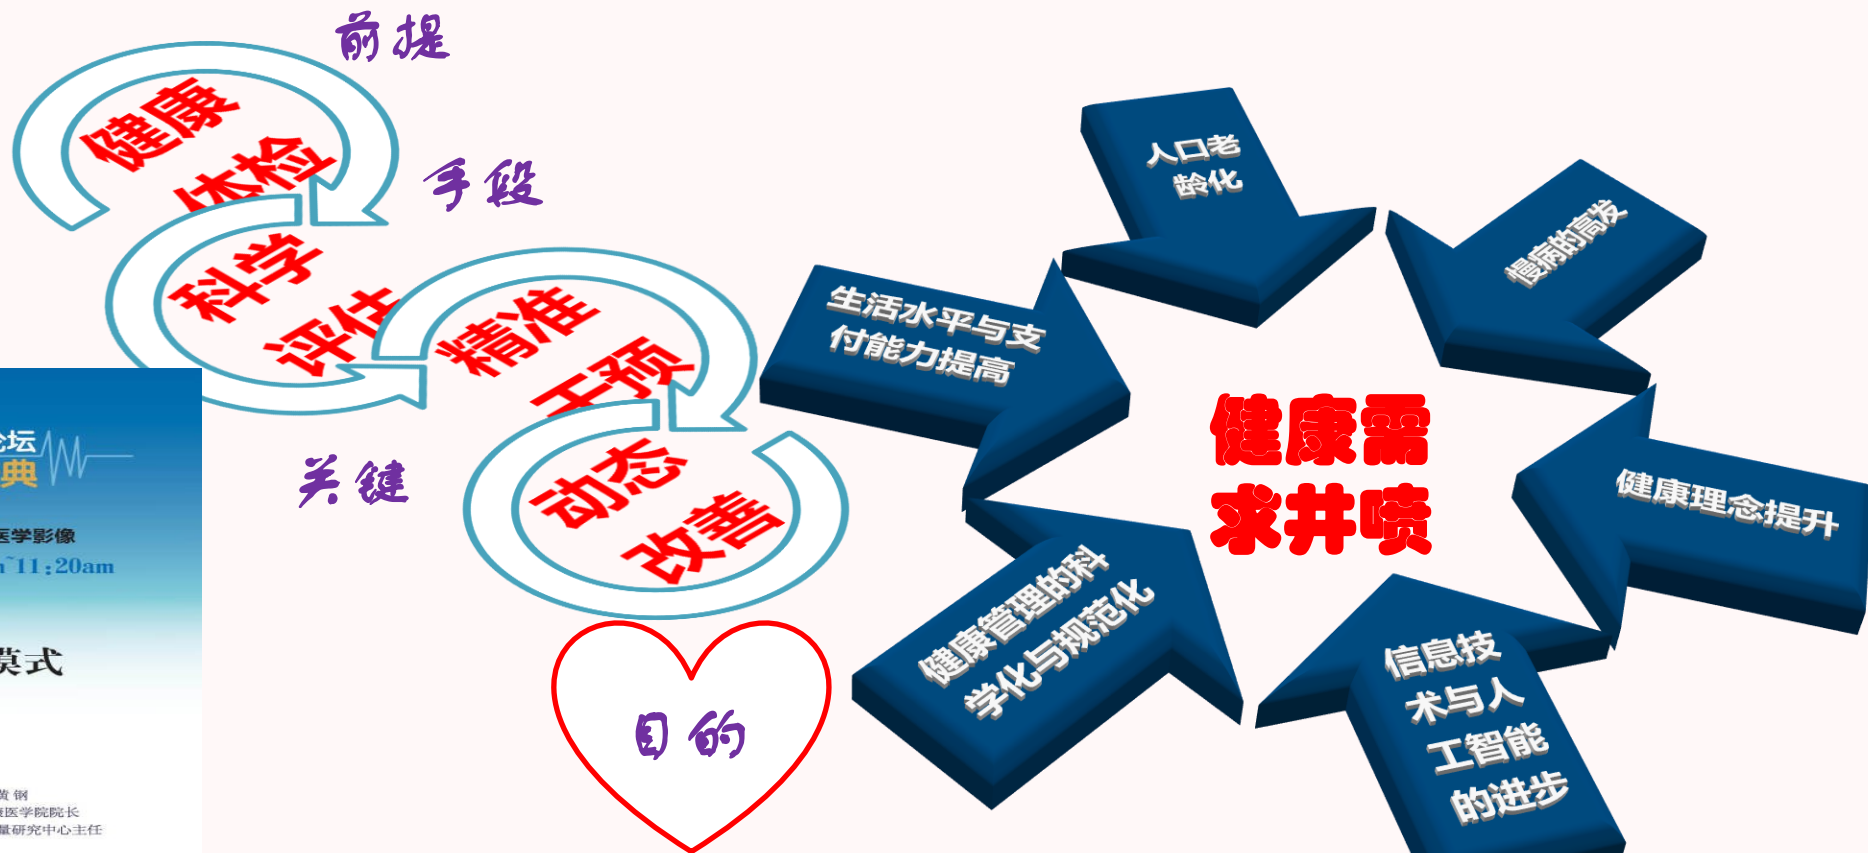 前提
健康
体检
手段
科学
评估
精准
干预
关键
动态
改善
目的
论坛
典
医学影像
~11:20am
模式
黄钢
医学院院长
量研究中心主任
人口老
龄化
慢病的高发
生活水平与支
付能力提高
健康需
求井喷
健康理念提升
健康管理的科
学化与规范化
信息技
术与人
工智能
的进步